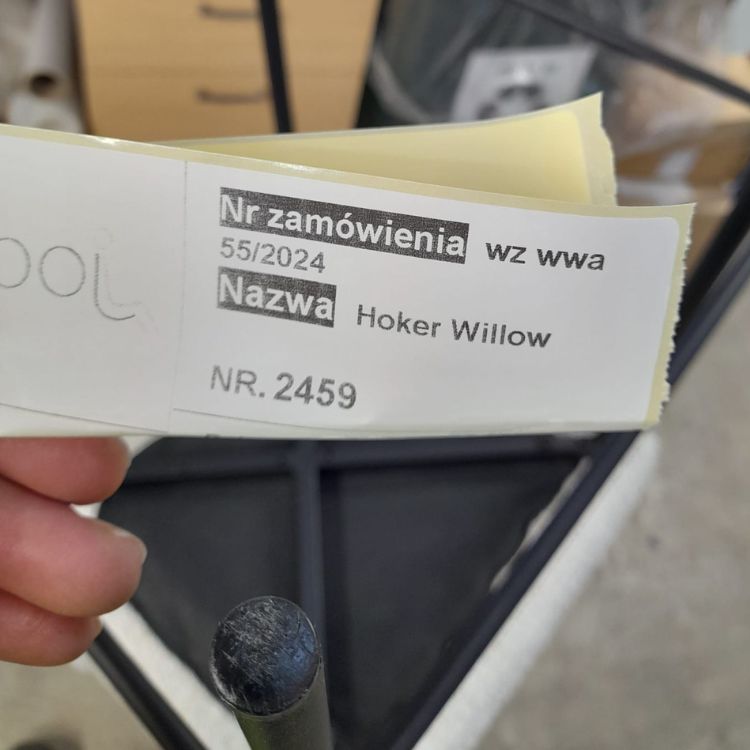 Nr zamówienia wz wwa
55/2024
Nazwa Hoker Willow
NR. 2459